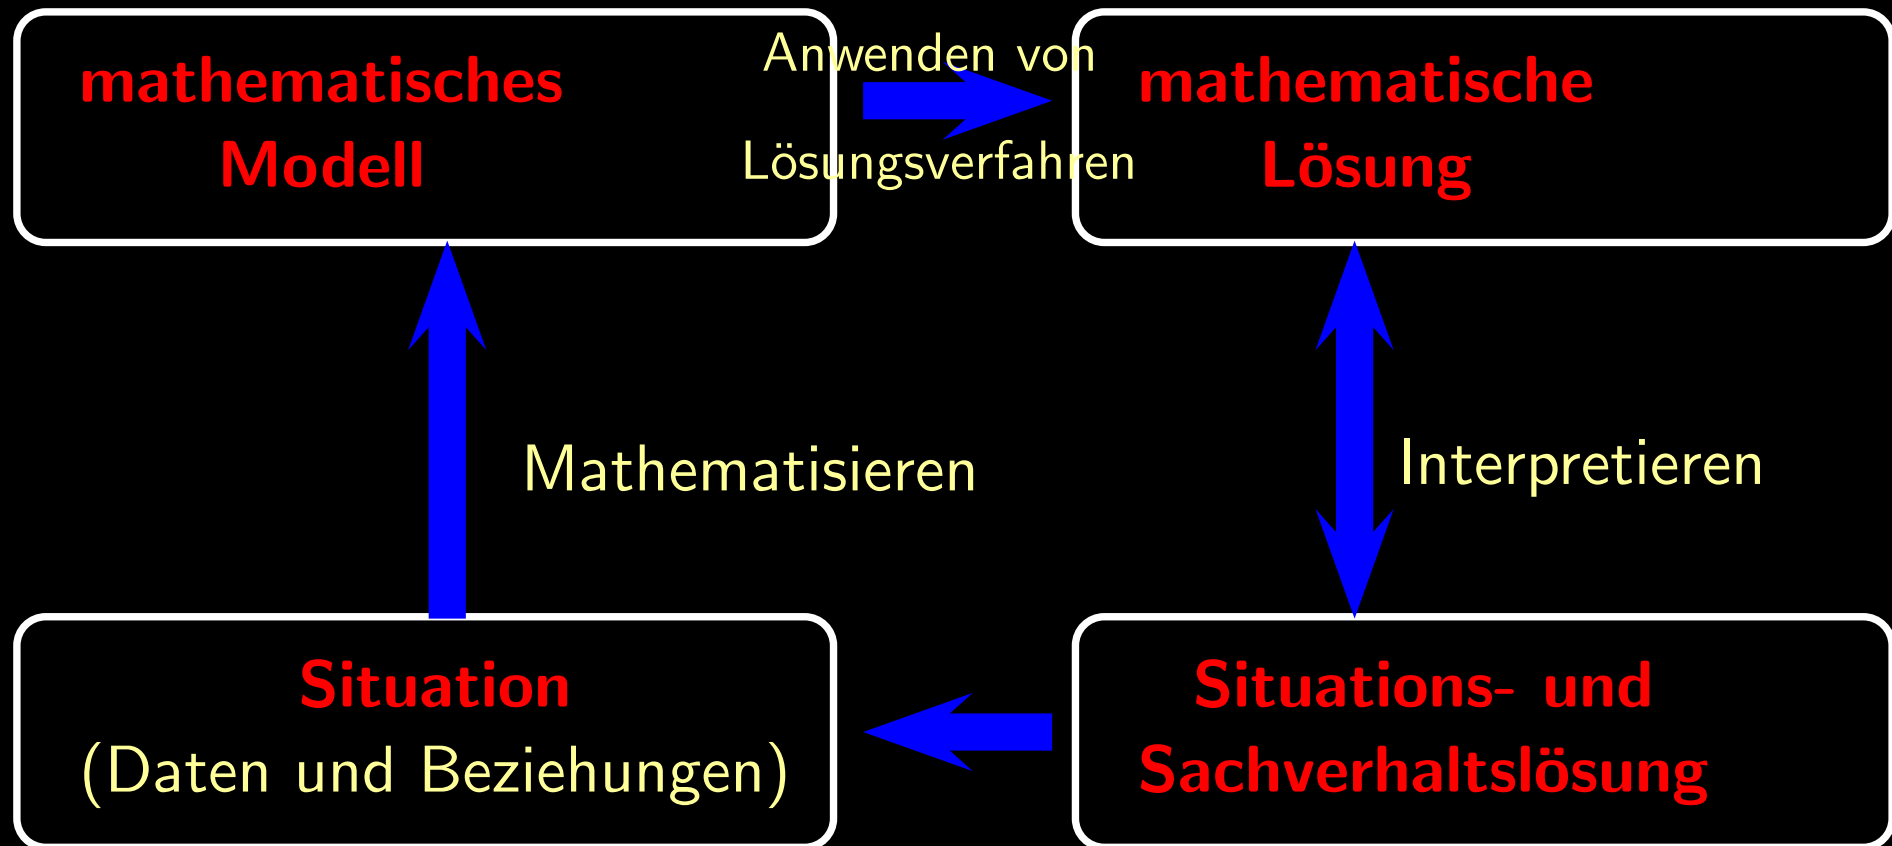 mathematisches
Modell
Anwenden von
Lösungsverfahren
mathematische
Lösung
Mathematisieren
Interpretieren
Situation
(Daten und Beziehungen)
Situations- und
Sachverhaltslösung